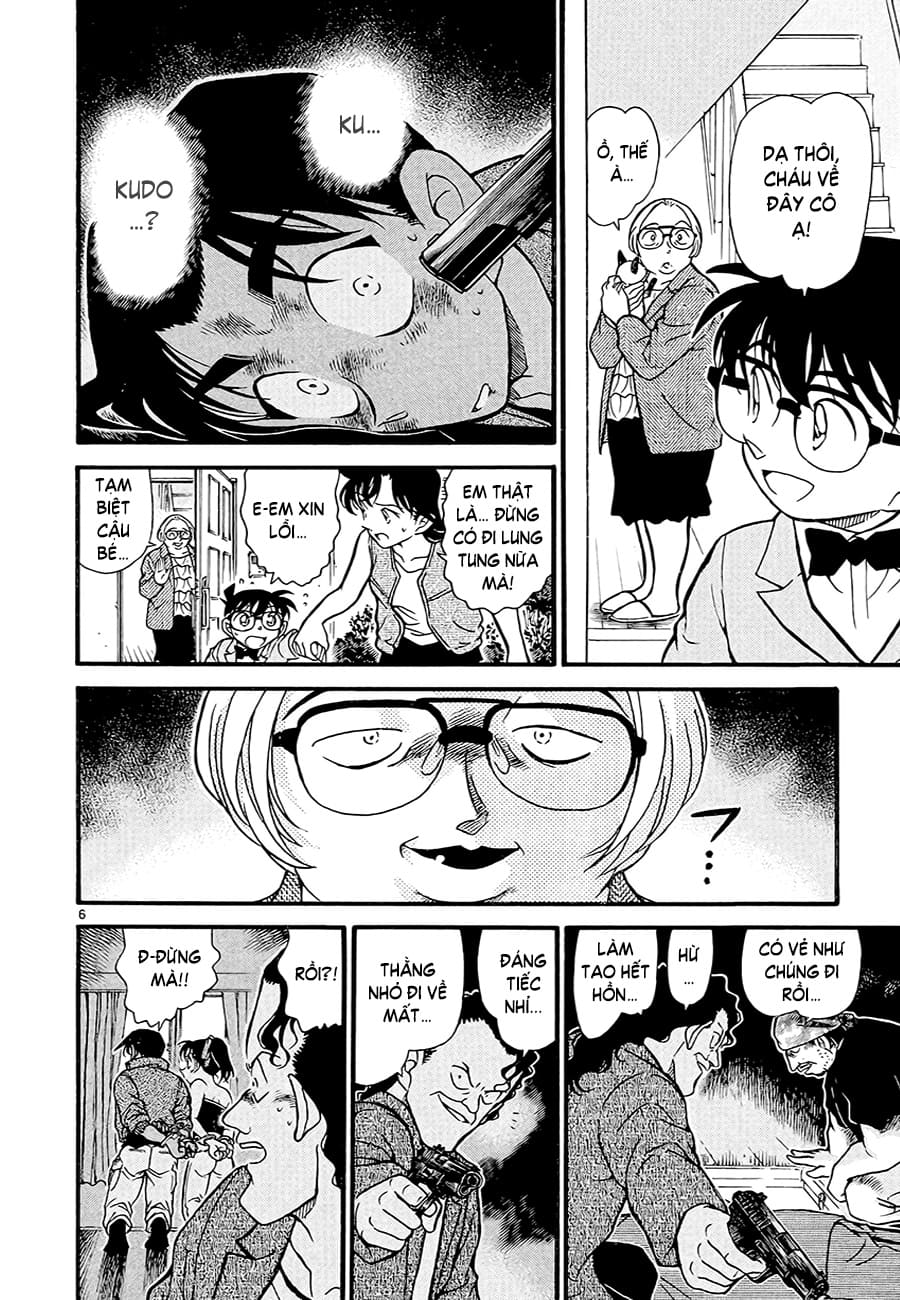 DẠ THÔI,
CHÁU VỀ
ĐÂY CÔ
Ạ!
Ồ, THẾ
À...
KU...
KUDO
...?
EM THẬT
LÀ... ĐỪNG
CÓ ĐI LUNG
TUNG NỮA
MÀ!
E-EM XIN
LỖI...
TẠM
BIỆT
CẬU
BÉ...
6
CÓ VẺ NHƯ
CHÚNG ĐI
RỒI...
HỪ
...
LÀM
TAO HẾT
HỒN...
ĐÁNG
TIẾC
NHỈ...
THẰNG
NHỎ ĐI VỀ
MẤT...
RỒI?!
Đ-ĐỪNG
MÀ!!